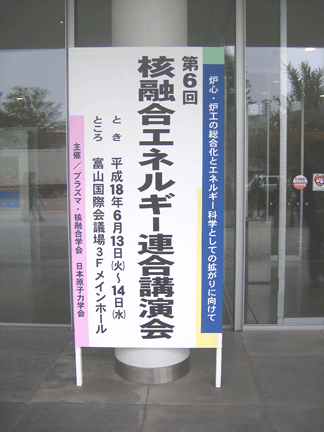 炉心・炉工の総合化とエネルギー科学としての拡がりに向けて
第6回
核融合エネルギー連合講演会
とき 平成18年6月13日(火)〜14日(水)
ところ 富山国際会議場3Fメインホール
主催/プラズマ・核融合学会 日本原子力学会